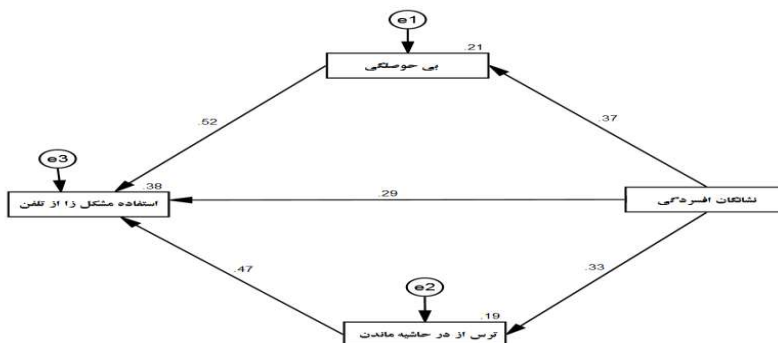 e1
.21
بی حوصلگی
.52
.37
e3
.38
استفاده مشکل زا از تلفن
.29
نشانگان افسردگی
.47
.33
e2
.19
ترس از در حاشیه ماندن